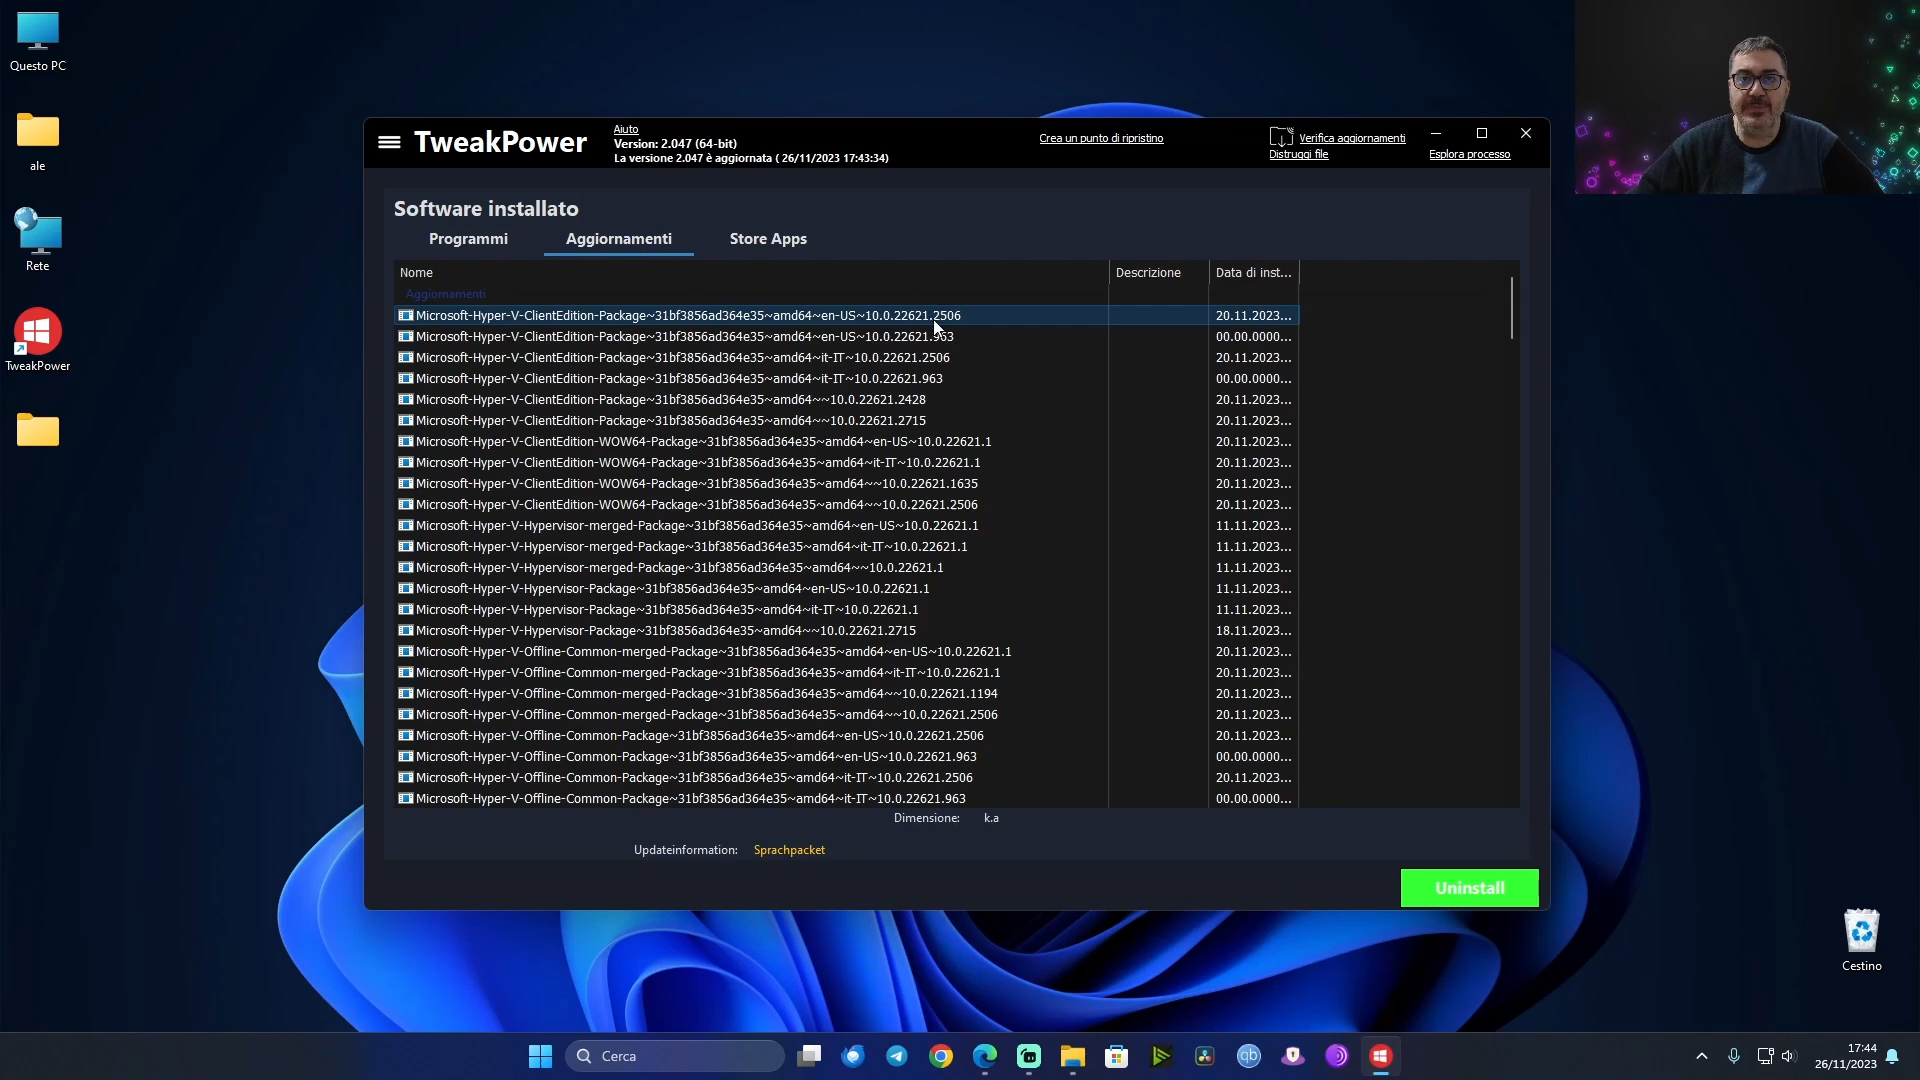 Questo PC
ale
Rete
TweakPower
TweakPower
Aiuto
Version: 2.047 (64-bit)
La versione 2.047 è aggiornata ( 26/11/2023 17:43:34)
Crea un punto di ripristino
Verifica aggiornamenti
Distruggi file
Esplora processo
Software installato
Programmi
Aggiornamenti
Store Apps
Nome Descrizione Data di inst...
Aggiornamenti
Microsoft-Hyper-V-ClientEdition-Package~31bf3856ad364e35~amd64~en-US~10.0.22621.2506 20.11.2023...
Microsoft-Hyper-V-ClientEdition-Package~31bf3856ad364e35~amd64~en-US~10.0.22621.963 00.00.0000...
Microsoft-Hyper-V-ClientEdition-Package~31bf3856ad364e35~amd64~it-IT~10.0.22621.2506 20.11.2023...
Microsoft-Hyper-V-ClientEdition-Package~31bf3856ad364e35~amd64~it-IT~10.0.22621.963 00.00.0000...
Microsoft-Hyper-V-ClientEdition-Package~31bf3856ad364e35~amd64~~10.0.22621.2428 20.11.2023...
Microsoft-Hyper-V-ClientEdition-Package~31bf3856ad364e35~amd64~~10.0.22621.2715 20.11.2023...
Microsoft-Hyper-V-ClientEdition-WOW64-Package~31bf3856ad364e35~amd64~en-US~10.0.22621.1 20.11.2023...
Microsoft-Hyper-V-ClientEdition-WOW64-Package~31bf3856ad364e35~amd64~it-IT~10.0.22621.1 20.11.2023...
Microsoft-Hyper-V-ClientEdition-WOW64-Package~31bf3856ad364e35~amd64~~10.0.22621.1635 20.11.2023...
Microsoft-Hyper-V-ClientEdition-WOW64-Package~31bf3856ad364e35~amd64~~10.0.22621.2506 20.11.2023...
Microsoft-Hyper-V-Hypervisor-merged-Package~31bf3856ad364e35~amd64~en-US~10.0.22621.1 11.11.2023...
Microsoft-Hyper-V-Hypervisor-merged-Package~31bf3856ad364e35~amd64~it-IT~10.0.22621.1 11.11.2023...
Microsoft-Hyper-V-Hypervisor-merged-Package~31bf3856ad364e35~amd64~~10.0.22621.1 11.11.2023...
Microsoft-Hyper-V-Hypervisor-Package~31bf3856ad364e35~amd64~en-US~10.0.22621.1 11.11.2023...
Microsoft-Hyper-V-Hypervisor-Package~31bf3856ad364e35~amd64~it-IT~10.0.22621.1 11.11.2023...
Microsoft-Hyper-V-Hypervisor-Package~31bf3856ad364e35~amd64~~10.0.22621.2715 18.11.2023...
Microsoft-Hyper-V-Offline-Common-merged-Package~31bf3856ad364e35~amd64~en-US~10.0.22621.1 20.11.2023...
Microsoft-Hyper-V-Offline-Common-merged-Package~31bf3856ad364e35~amd64~it-IT~10.0.22621.1 20.11.2023...
Microsoft-Hyper-V-Offline-Common-merged-Package~31bf3856ad364e35~amd64~~10.0.22621.1194 20.11.2023...
Microsoft-Hyper-V-Offline-Common-merged-Package~31bf3856ad364e35~amd64~~10.0.22621.2506 20.11.2023...
Microsoft-Hyper-V-Offline-Common-Package~31bf3856ad364e35~amd64~en-US~10.0.22621.2506 20.11.2023...
Microsoft-Hyper-V-Offline-Common-Package~31bf3856ad364e35~amd64~en-US~10.0.22621.963 00.00.0000...
Microsoft-Hyper-V-Offline-Common-Package~31bf3856ad364e35~amd64~it-IT~10.0.22621.2506 20.11.2023...
Microsoft-Hyper-V-Offline-Common-Package~31bf3856ad364e35~amd64~it-IT~10.0.22621.963 00.00.0000...
Dimensione: k.a
Updateinformation: Sprachpacket
Uninstall
Cestino
Cerca
qb
17:44
26/11/2023